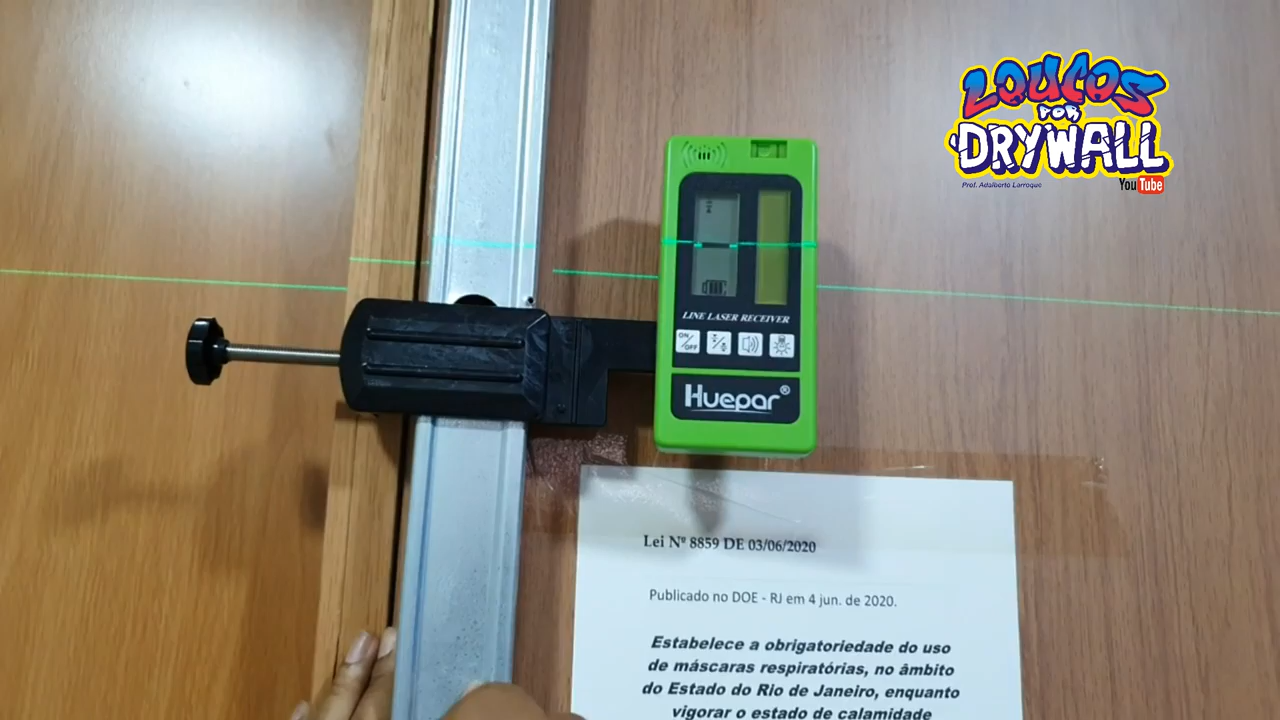 LOUCOS
POR
DRYWALL
Prof. Adalberto Larroque
YouTube
LINE LASER RECEIVER
ON/OFF
Huepar®
Lei Nº 8859 DE 03/06/2020
Publicado no DOE - RJ em 4 jun. de 2020.
Estabelece a obrigatoriedade do uso
de máscaras respiratórias, no âmbito
do Estado do Rio de Janeiro, enquanto
vigorar o estado de calamidade